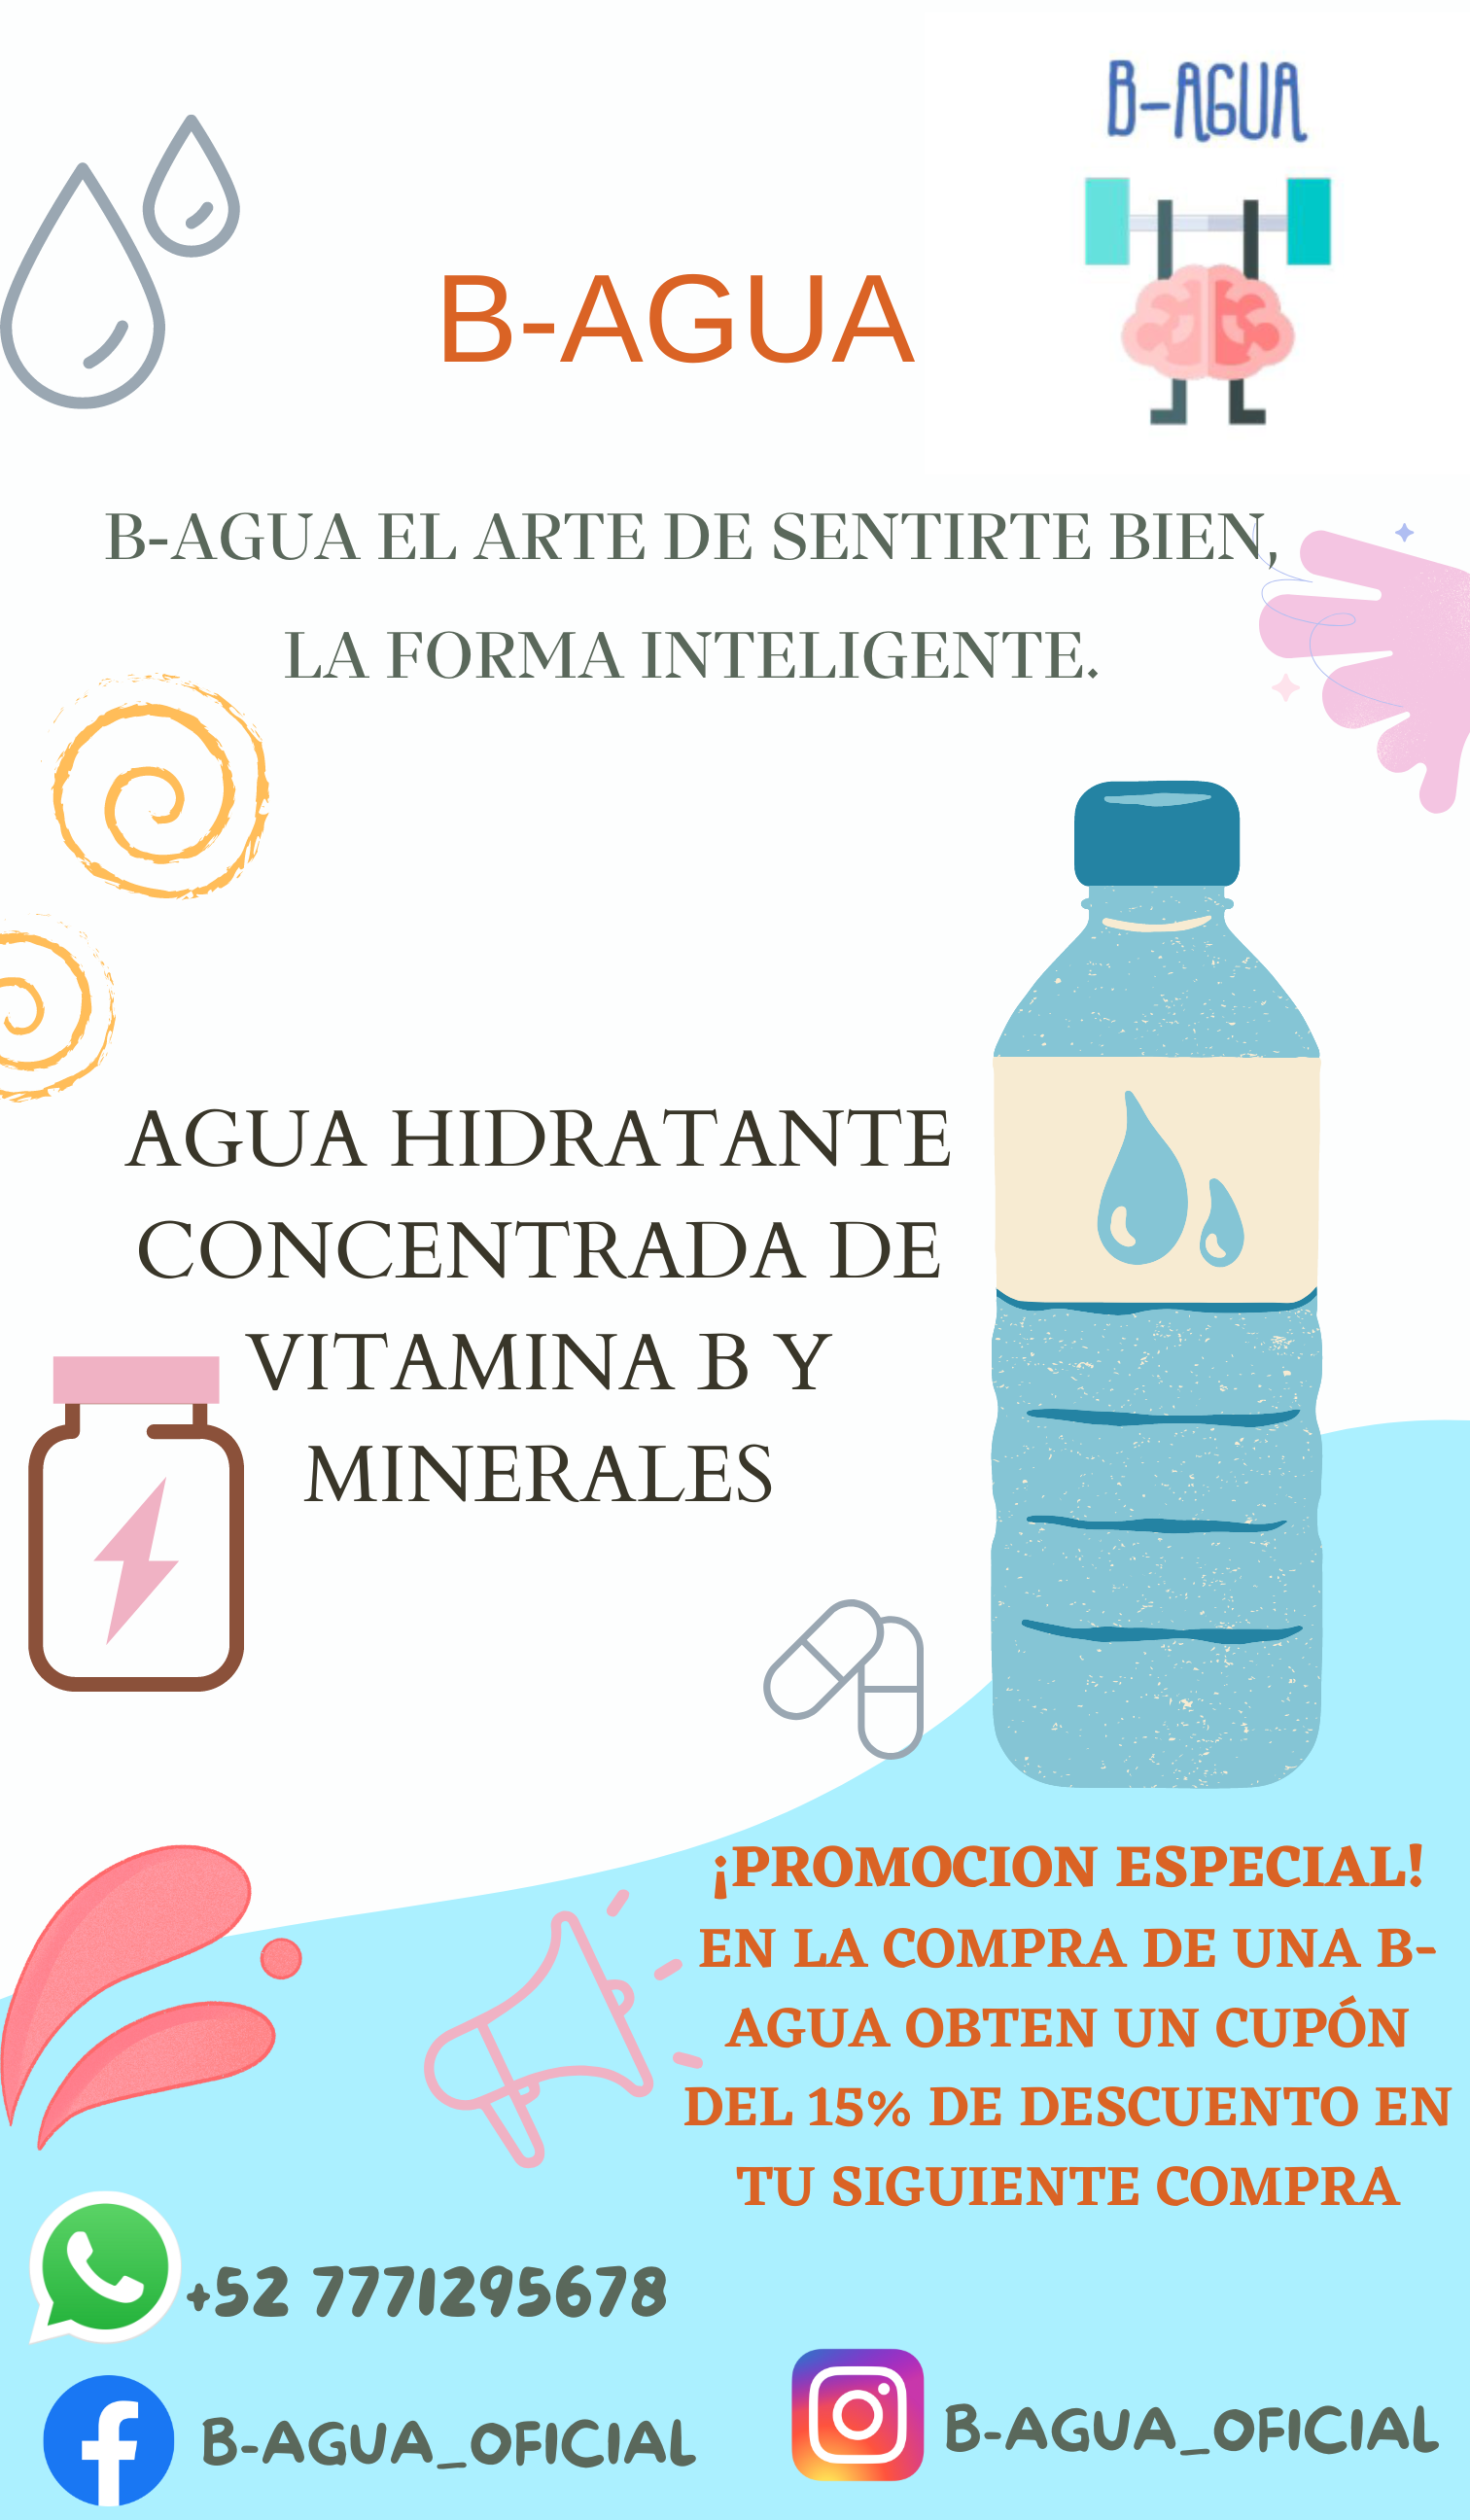 B-AGUA
B-AGUA
B-AGUA EL ARTE DE SENTIRTE BIEN,
LA FORMA INTELIGENTE.
AGUA HIDRATANTE
CONCENTRADA DE
VITAMINA B Y
MINERALES
¡PROMOCION ESPECIAL!
EN LA COMPRA DE UNA B-
AGUA OBTEN UN CUPÓN
DEL 15% DE DESCUENTO EN
TU SIGUIENTE COMPRA
+52 7771295678
B-AGUA_OFICIAL
B-AGUA_OFICIAL